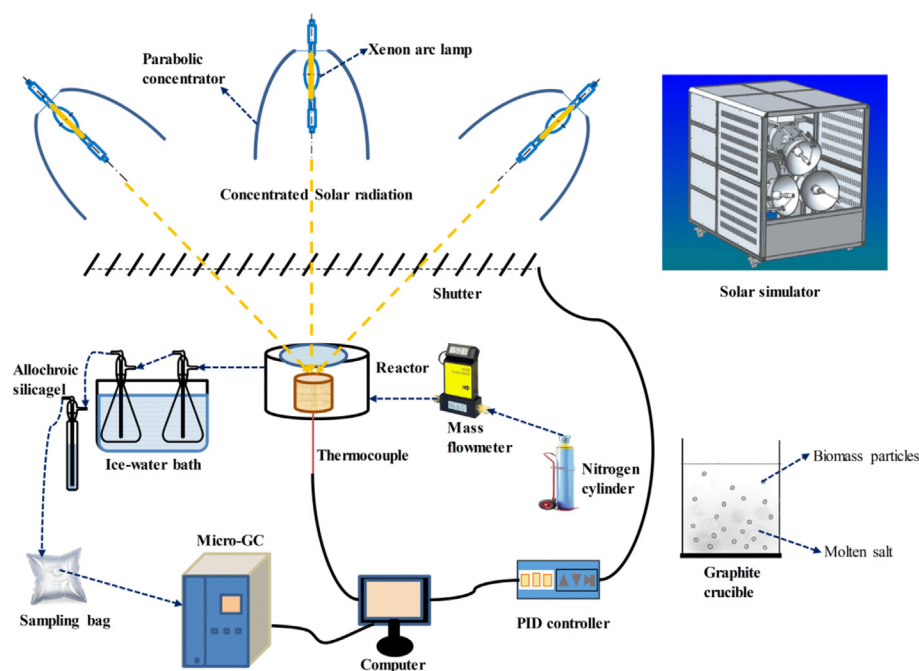 Xenon arc lamp
Parabolic
concentrator
Concentrated Solar radiation
Shutter
Solar simulator
Allochroic
silicagel
Reactor
Mass
flowmeter
Ice-water bath
Thermocouple
Nitrogen
cylinder
Biomass particles
Molten salt
Graphite
crucible
Micro-GC
Sampling bag
PID controller
Computer